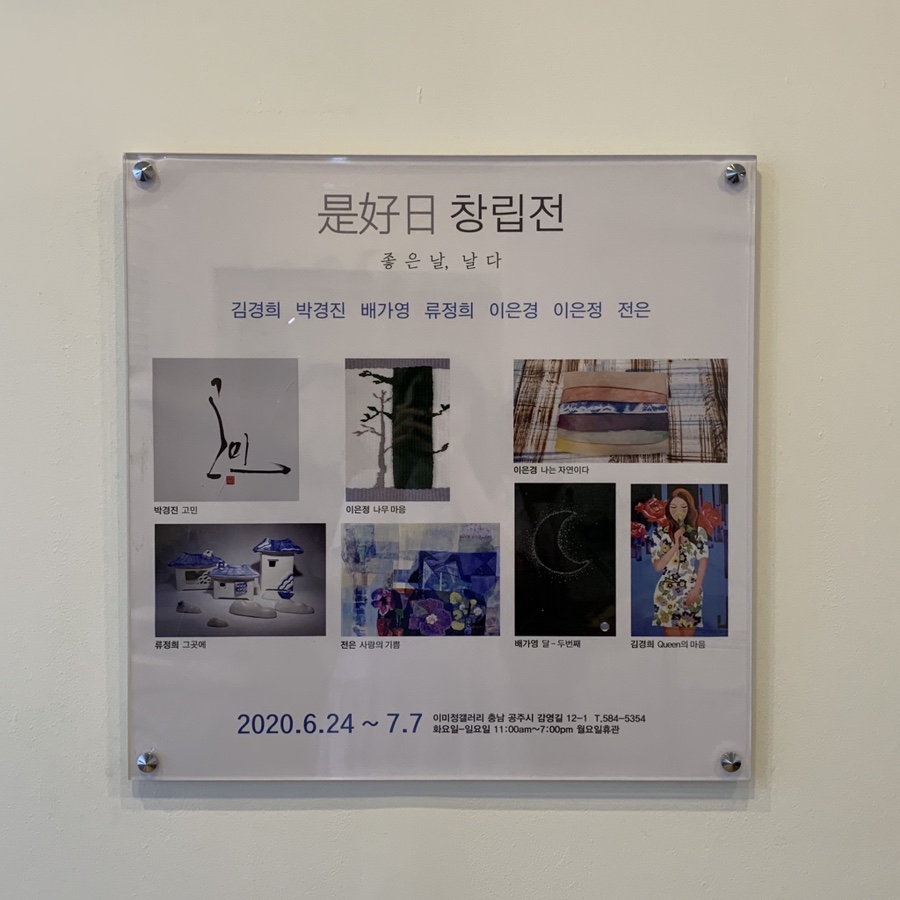 是好日 창립전
좋은날, 날다
김경희 박경진 배가영 류정희 이은경 이은정 전은
고민
박경진 고민
이은정 나무 마음
이은경 나는 자연이다
류정희 그곳에
전은 사랑의 기쁨
배가영 달-두번째
김경희 Queen의 마음
2020.6.24 ~ 7.7
이미정갤러리 충남 공주시 감영길 12-1 T.584-5354
화요일-일요일 11:00am~7:00pm 월요일휴관